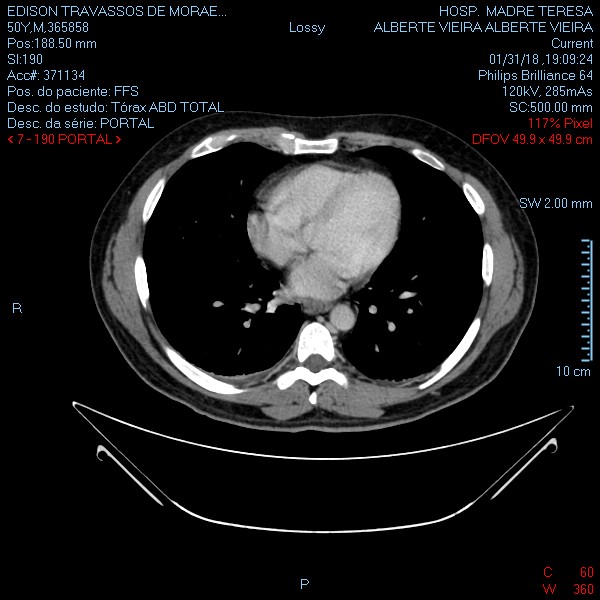 EDISON TRAVASSOS DE MORAE...
50Y,M,365858
Pos:188.50 mm
SI:190
Acc#: 371134
Pos. do paciente: FFS
Desc. do estudo: Tórax ABD TOTAL
Desc. da série: PORTAL
< 7 - 190 PORTAL >
Lossy
HOSP. MADRE TERESA
ALBERTE VIEIRA ALBERTE VIEIRA
Current
01/31/18 ,19:09:24
Philips Brilliance 64
120kV, 285mAs
SC:500.00 mm
117% Pixel
DFOV 49.9 x 49.9 cm
SW 2.00 mm
R
10 cm
P
C 60
W 360